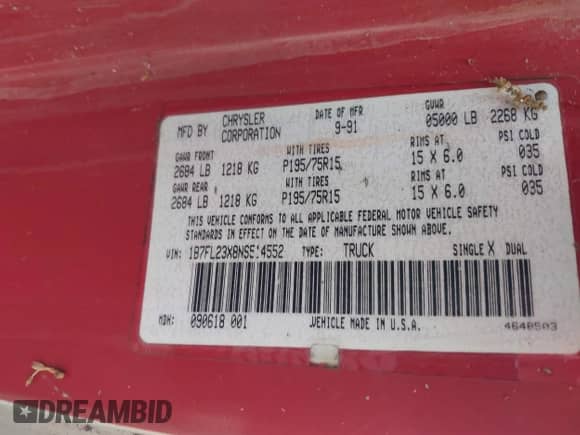 MFD BY CHRYSLER CORPORATION DATE OF MFR 9-91 GVWR 05000 LB 2268 KG
GAWR FRONT WITH TIRES RIMS AT PSI COLD
2684 LB 1218 KG P195/75R15 15 X 6.0 035
GAWR REAR WITH TIRES RIMS AT PSI COLD
2684 LB 1218 KG P195/75R15 15 X 6.0 035
THIS VEHICLE CONFORMS TO ALL APPLICABLE FEDERAL MOTOR VEHICLE SAFETY
STANDARDS IN EFFECT ON THE DATE OF MANUFACTURE SHOWN ABOVE.
VIN: TYPE: TRUCK SINGLE X DUAL
MDH: 090618 001 VEHICLE MADE IN U.S.A. 4648503
DREAMBID